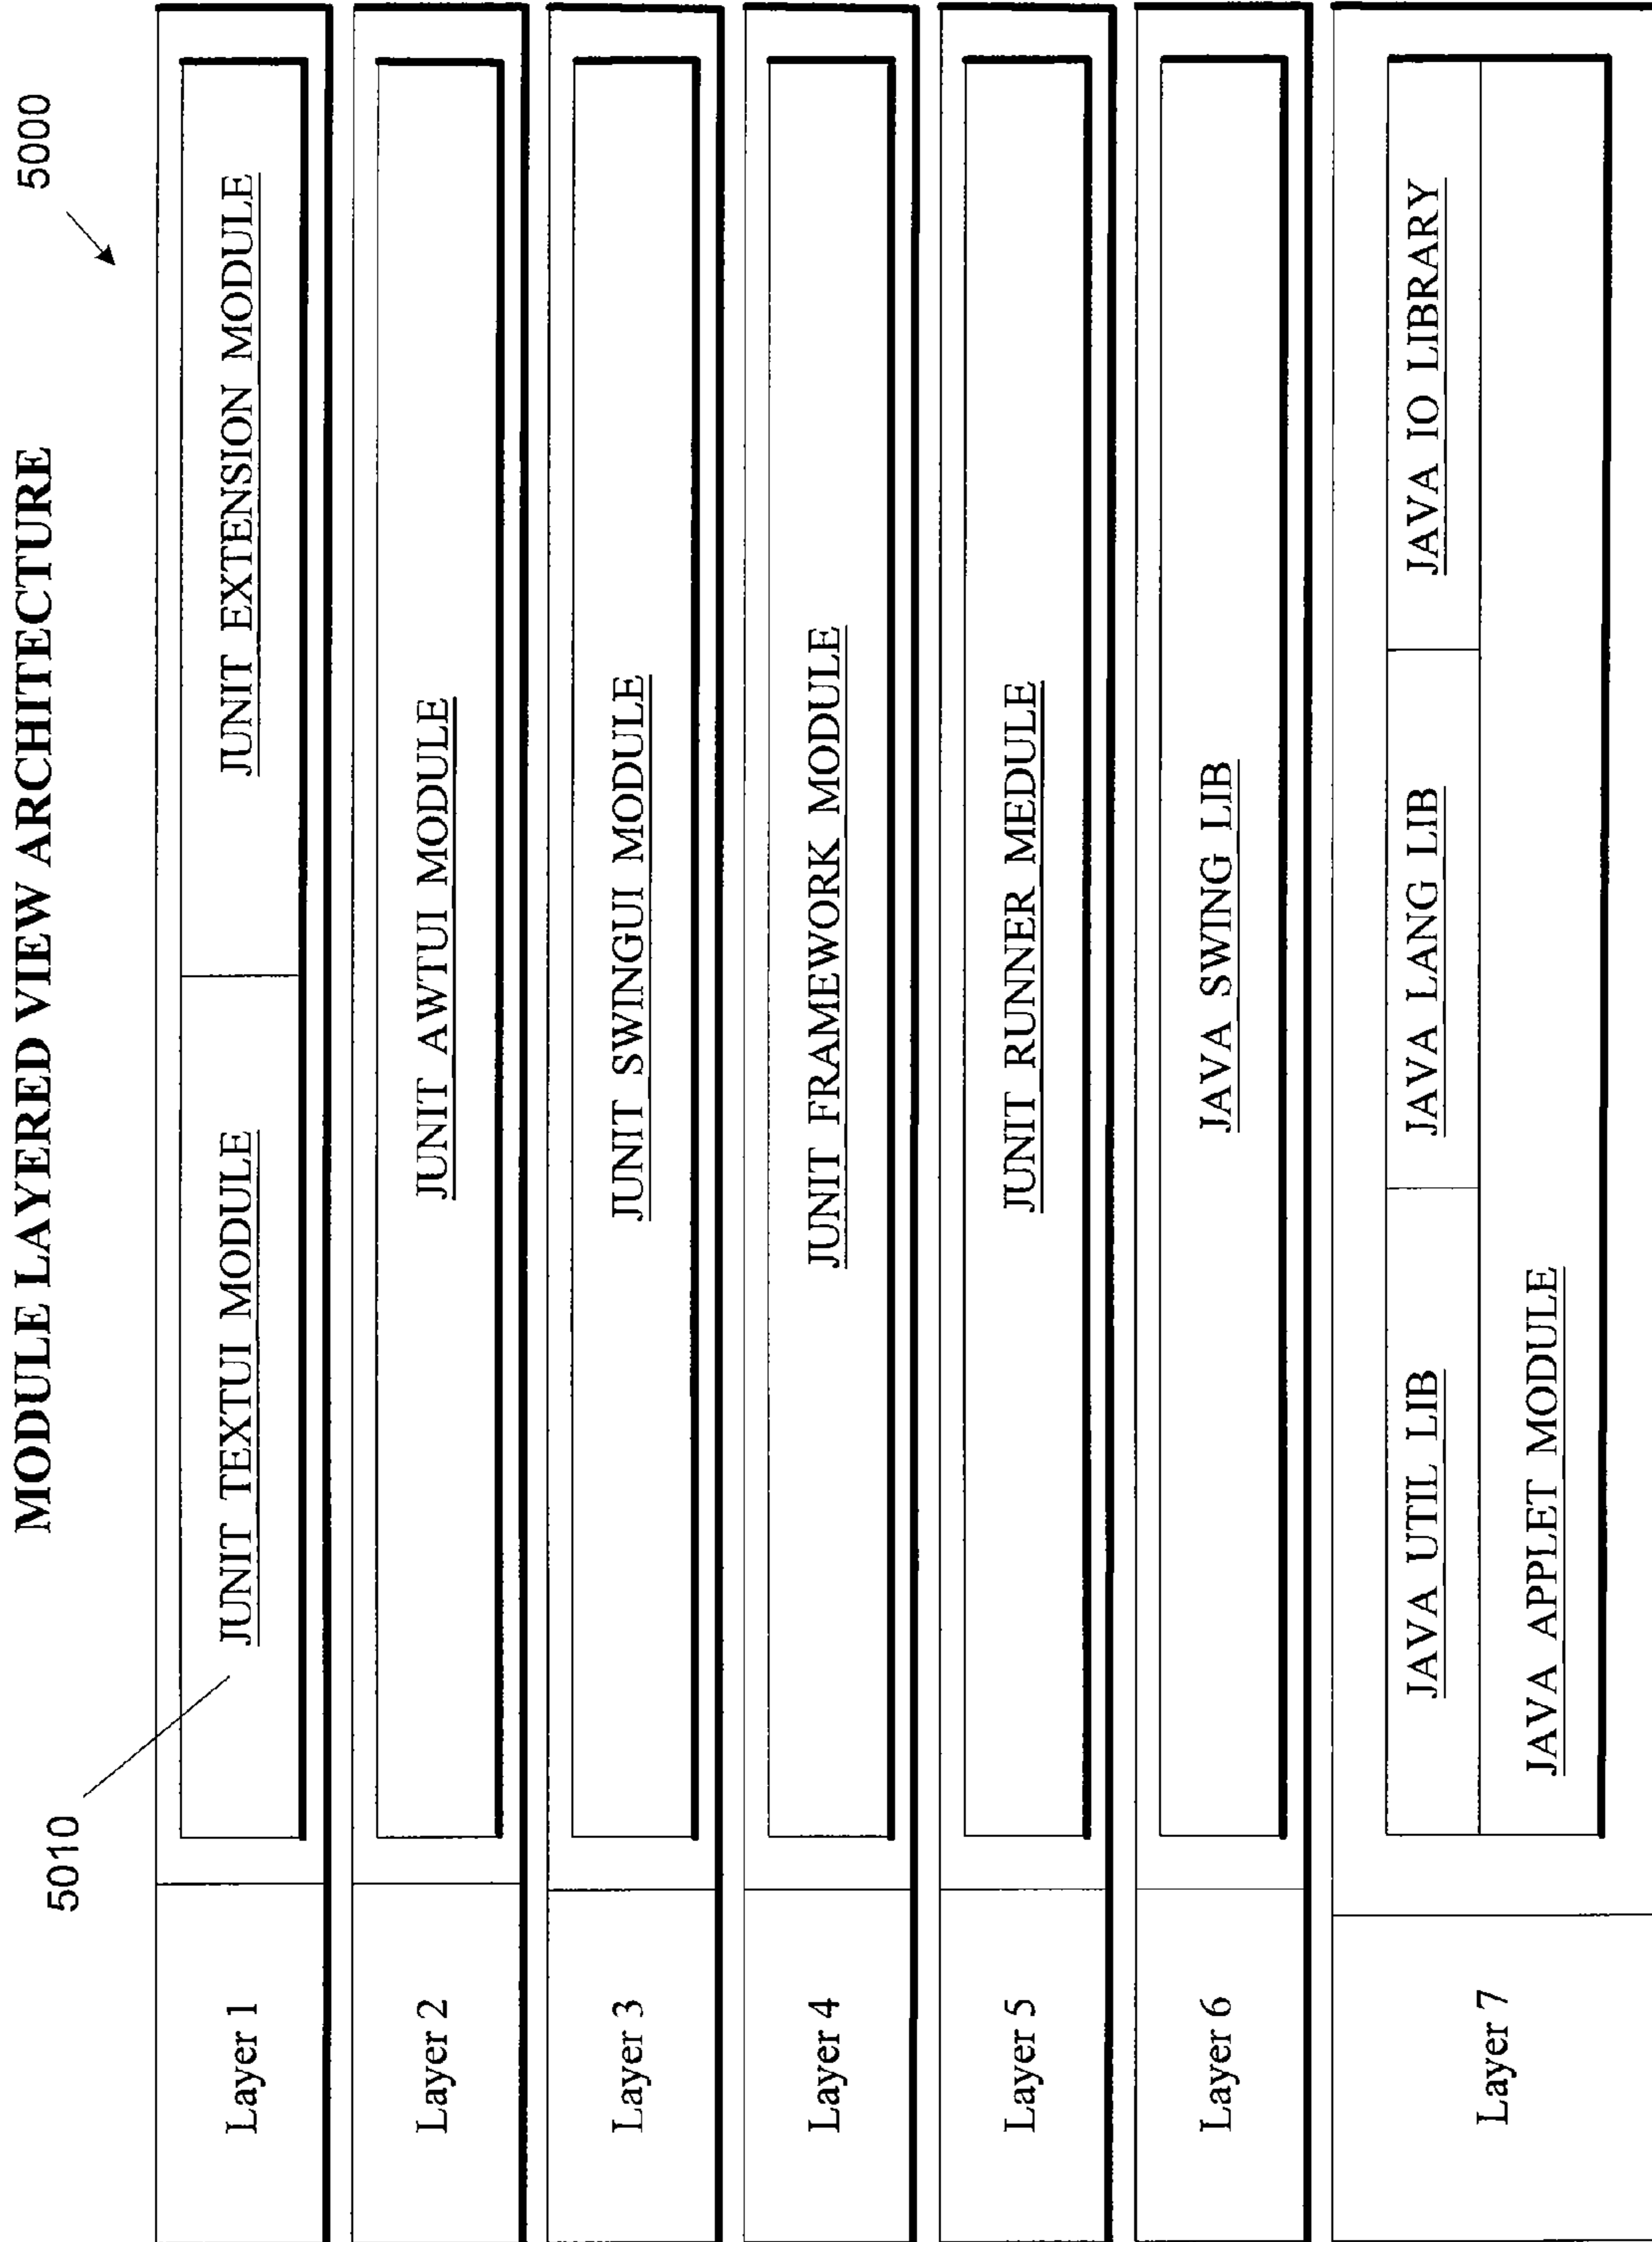 MODULE LAYERED VIEW ARCHITECTURE
5000
5010
Layer 1
JUNIT TEXTUI MODULE
JUNIT EXTENSION MODULE
Layer 2
JUNIT AWTUI MODULE
Layer 3
JUNIT SWINGUI MODULE
Layer 4
JUNIT FRAMEWORK MODULE
Layer 5
JUNIT RUNNER MEDULE
Layer 6
JAVA SWING LIB
Layer 7
JAVA UTIL LIB
JAVA LANG LIB
JAVA IO LIBRARY
JAVA APPLET MODULE